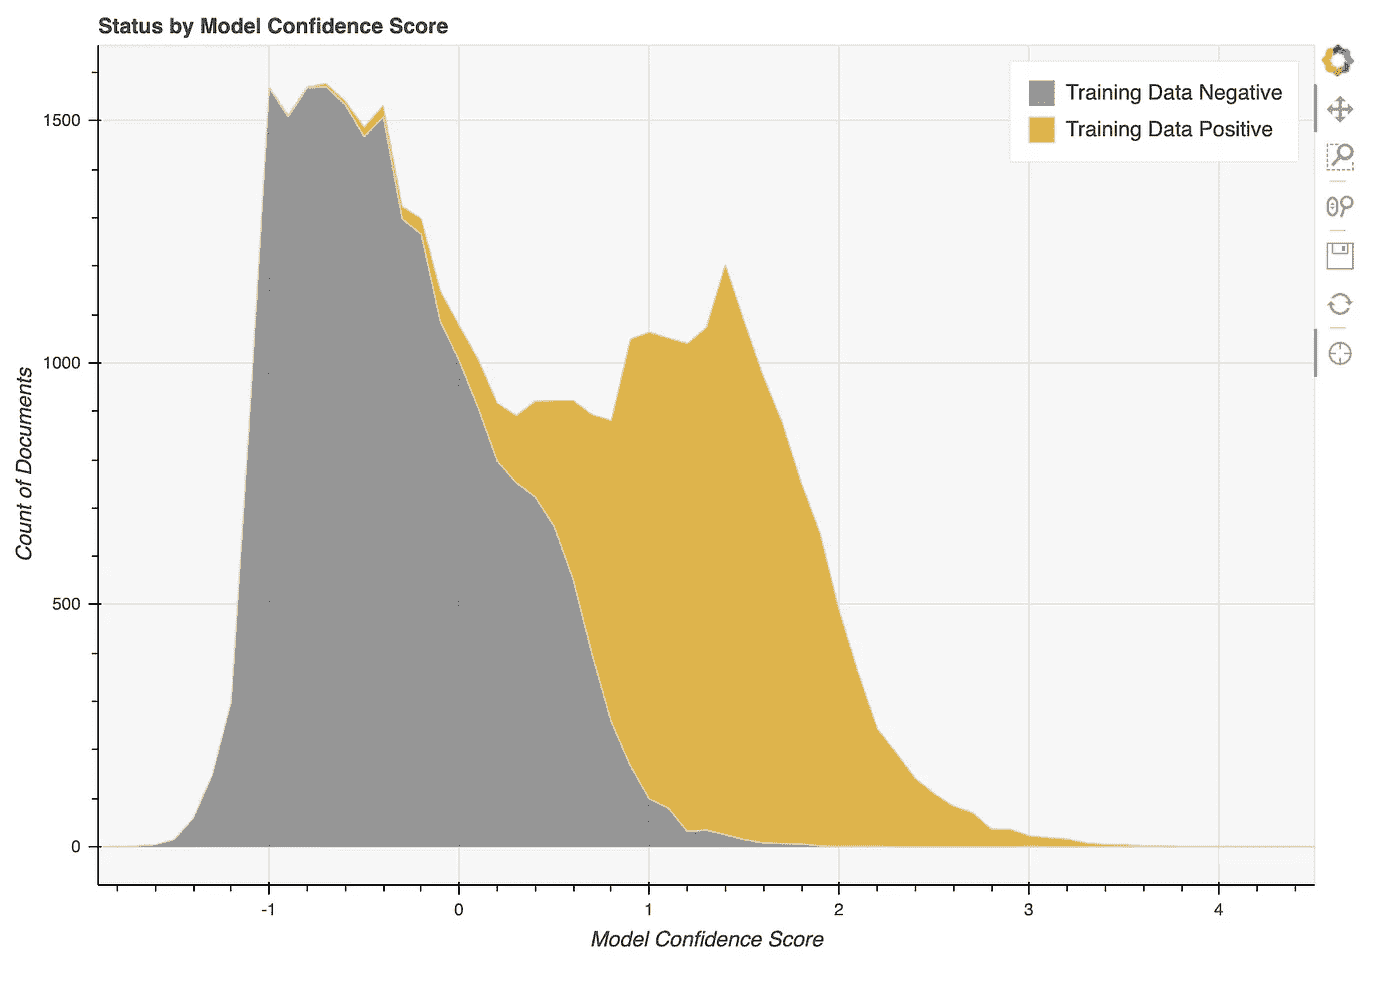 Status by Model Confidence Score
Training Data Negative
Training Data Positive
1500
1000
500
0
Count of Documents
-1 0 1 2 3 4
Model Confidence Score